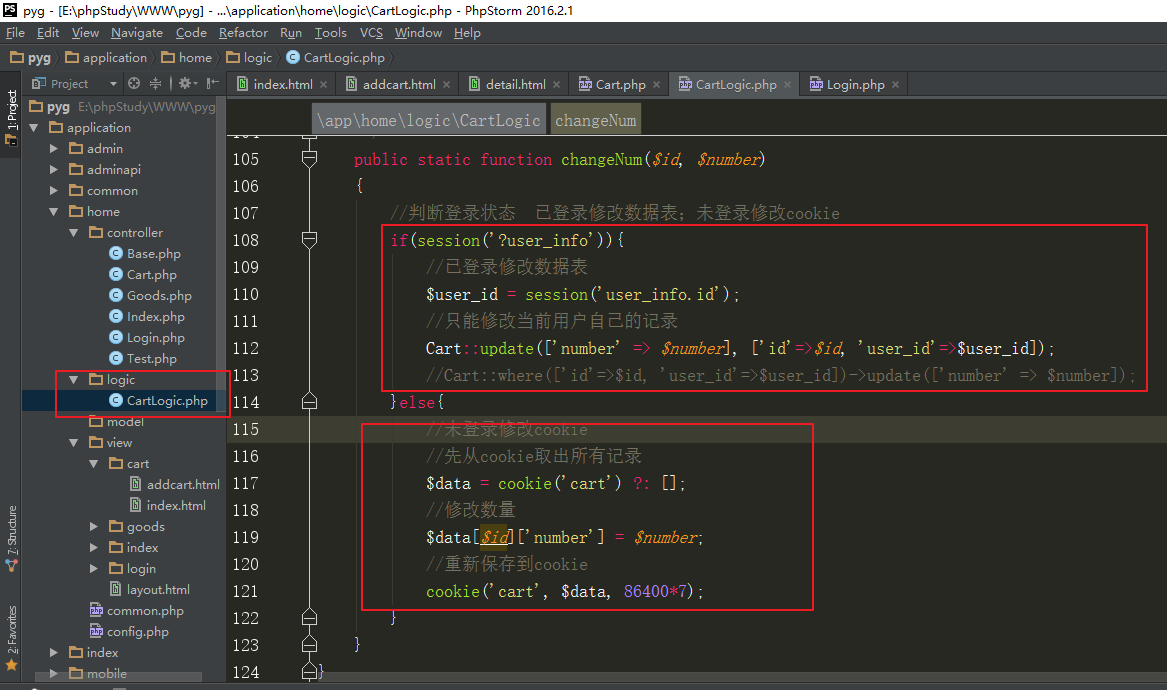 pyg - [E:\phpStudy\WWW\pyg] - ...\application\home\logic\CartLogic.php - PhpStorm 2016.2.1
File Edit View Navigate Code Refactor Run Tools VCS Window Help
pyg application home logic CartLogic.php
Project index.html addcart.html detail.html Cart.php CartLogic.php Login.php
1: Project
7: Structure
2: Favorites
pyg E:\phpStudy\WWW\pyg
application
admin
adminapi
common
home
controller
Base.php
Cart.php
Goods.php
Index.php
Login.php
Test.php
logic
CartLogic.php
model
view
cart
addcart.html
index.html
goods
index
login
layout.html
common.php
config.php
index
mobile
\app\home\logic\CartLogic changeNum
105 public static function changeNum($id, $number)
106 {
107 //判断登录状态 已登录修改数据表;未登录修改cookie
108 if(session('?user_info')){
109 //已登录修改数据表
110 $user_id = session('user_info.id');
111 //只能修改当前用户自己的记录
112 Cart::update(['number' => $number], ['id'=>$id, 'user_id'=>$user_id]);
113 //Cart::where(['id'=>$id, 'user_id'=>$user_id])->update(['number' => $number]);
114 }else{
115 //未登录修改cookie
116 //先从cookie取出所有记录
117 $data = cookie('cart') ?: [];
118 //修改数量
119 $data[$id]['number'] = $number;
120 //重新保存到cookie
121 cookie('cart', $data, 86400*7);
122 }
123 }
124 }